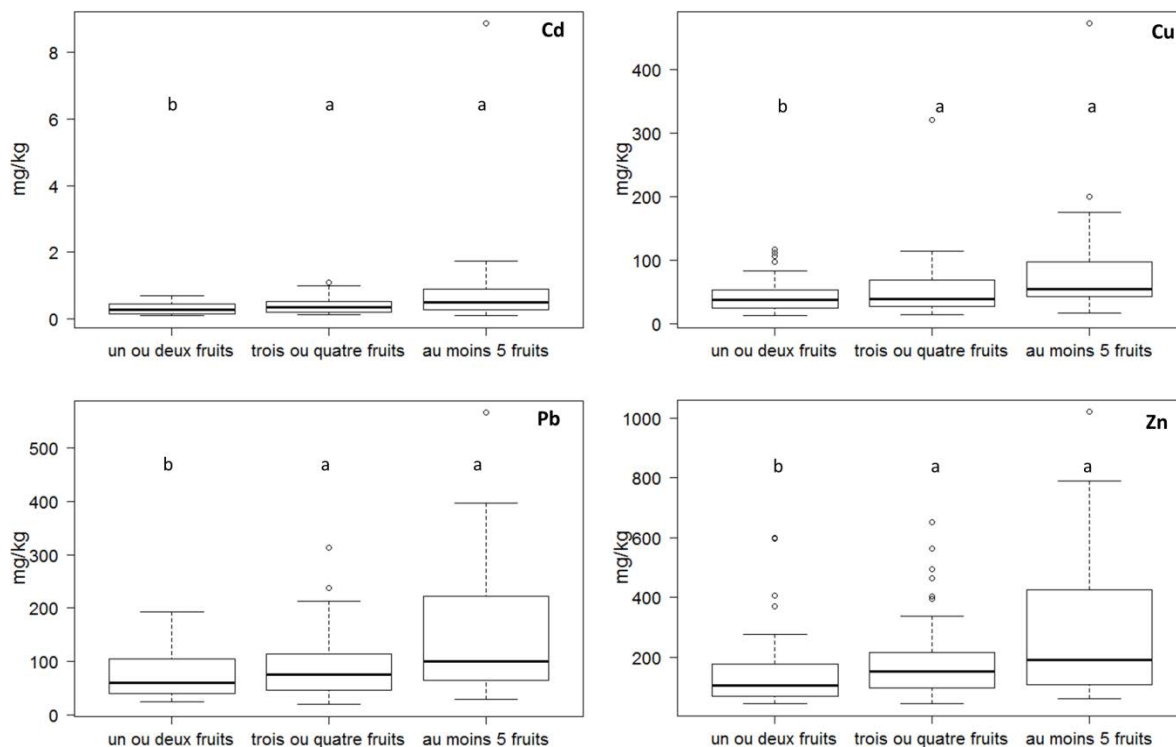 Cd
8
6
4
2
0
mg/kg
b a a
un ou deux fruits trois ou quatre fruits au moins 5 fruits
Cu
400
300
200
100
0
mg/kg
b a a
un ou deux fruits trois ou quatre fruits au moins 5 fruits
Pb
500
400
300
200
100
0
mg/kg
b a a
un ou deux fruits trois ou quatre fruits au moins 5 fruits
Zn
1000
800
600
400
200
mg/kg
b a a
un ou deux fruits trois ou quatre fruits au moins 5 fruits